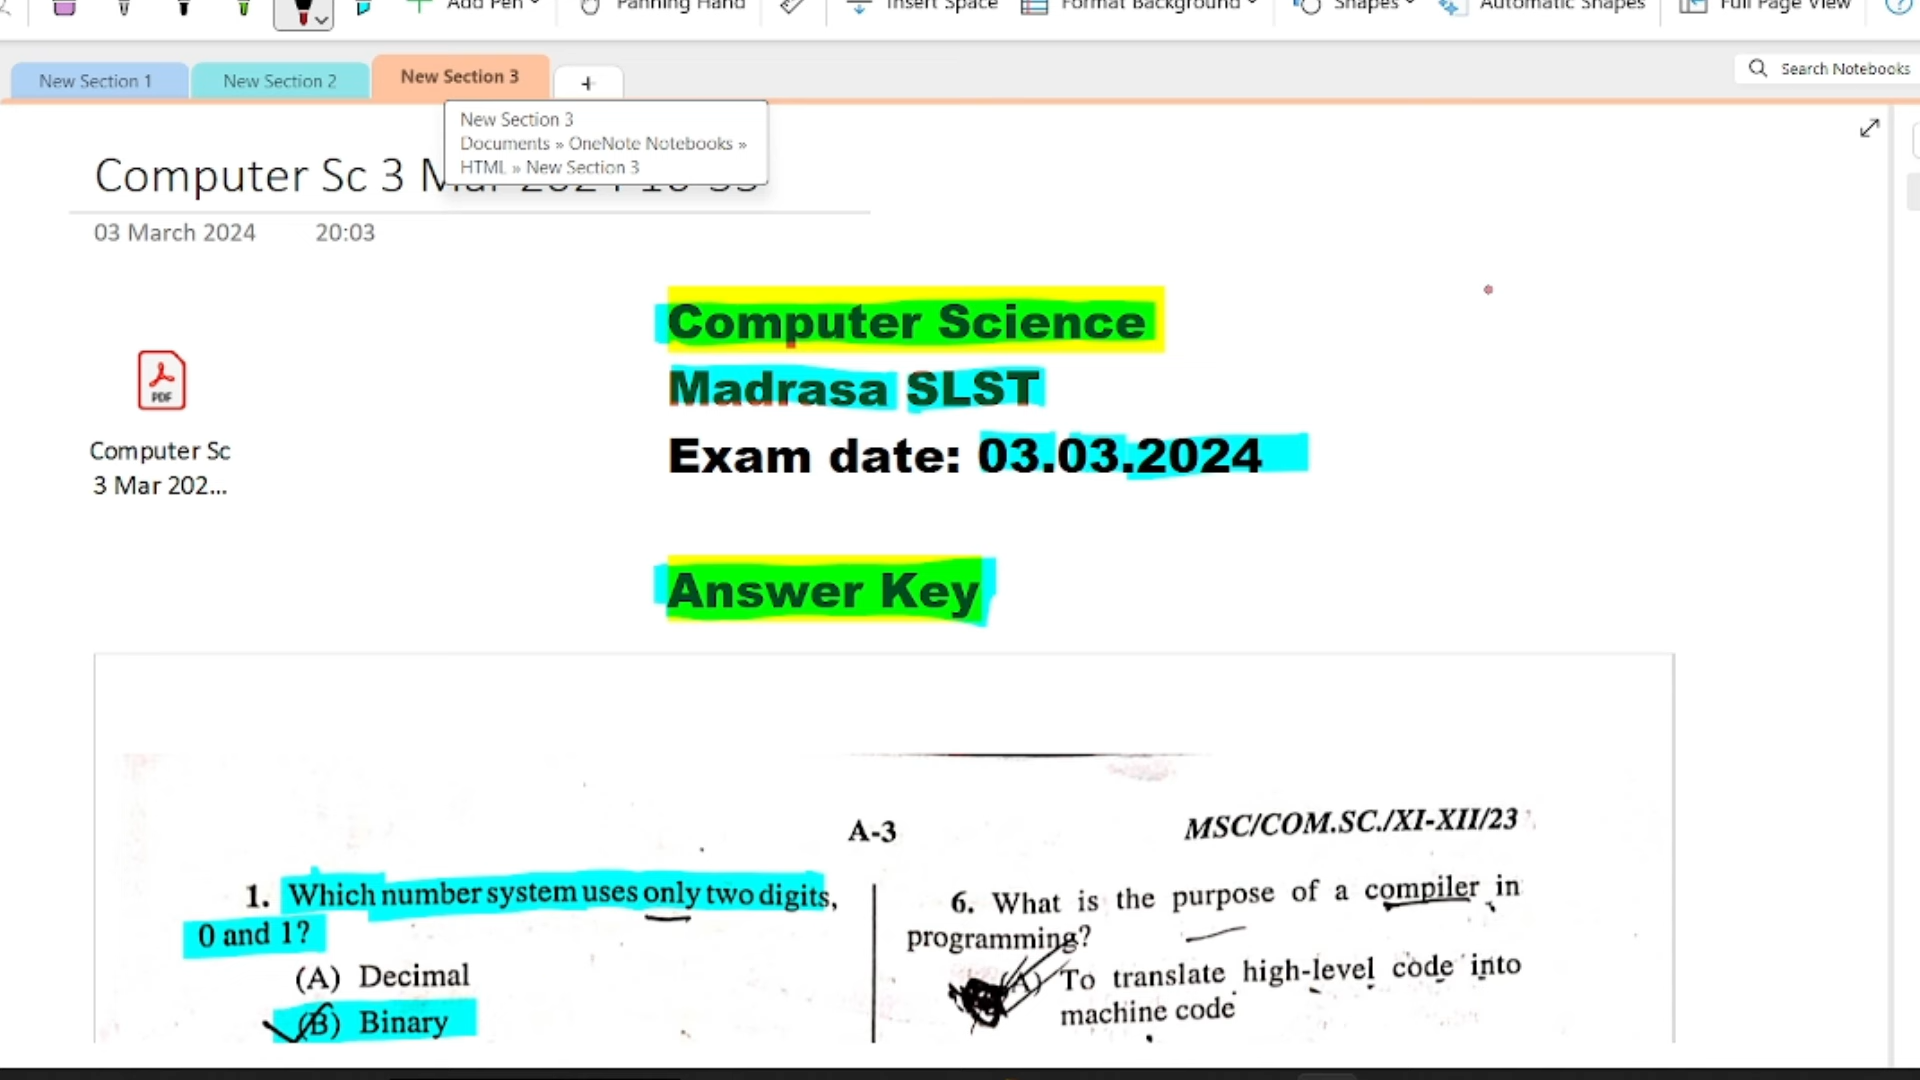 Add Pen
Panning Hand
Insert Space
Format Background
Shapes
Automatic Shapes
Full Page View
New Section 1
New Section 2
New Section 3
+
Search Notebooks
New Section 3
Documents » OneNote Notebooks »
HTML » New Section 3
Computer Sc 3
03 March 2024 20:03
PDF
Computer Sc
3 Mar 202...
Computer Science
Madrasa SLST
Exam date: 03.03.2024
Answer Key
A-3
MSC/COM.SC./XI-XII/23
1. Which number system uses only two digits,
0 and 1?
(A) Decimal
(B) Binary
6. What is the purpose of a compiler in
programming?
(A) To translate high-level code into
machine code